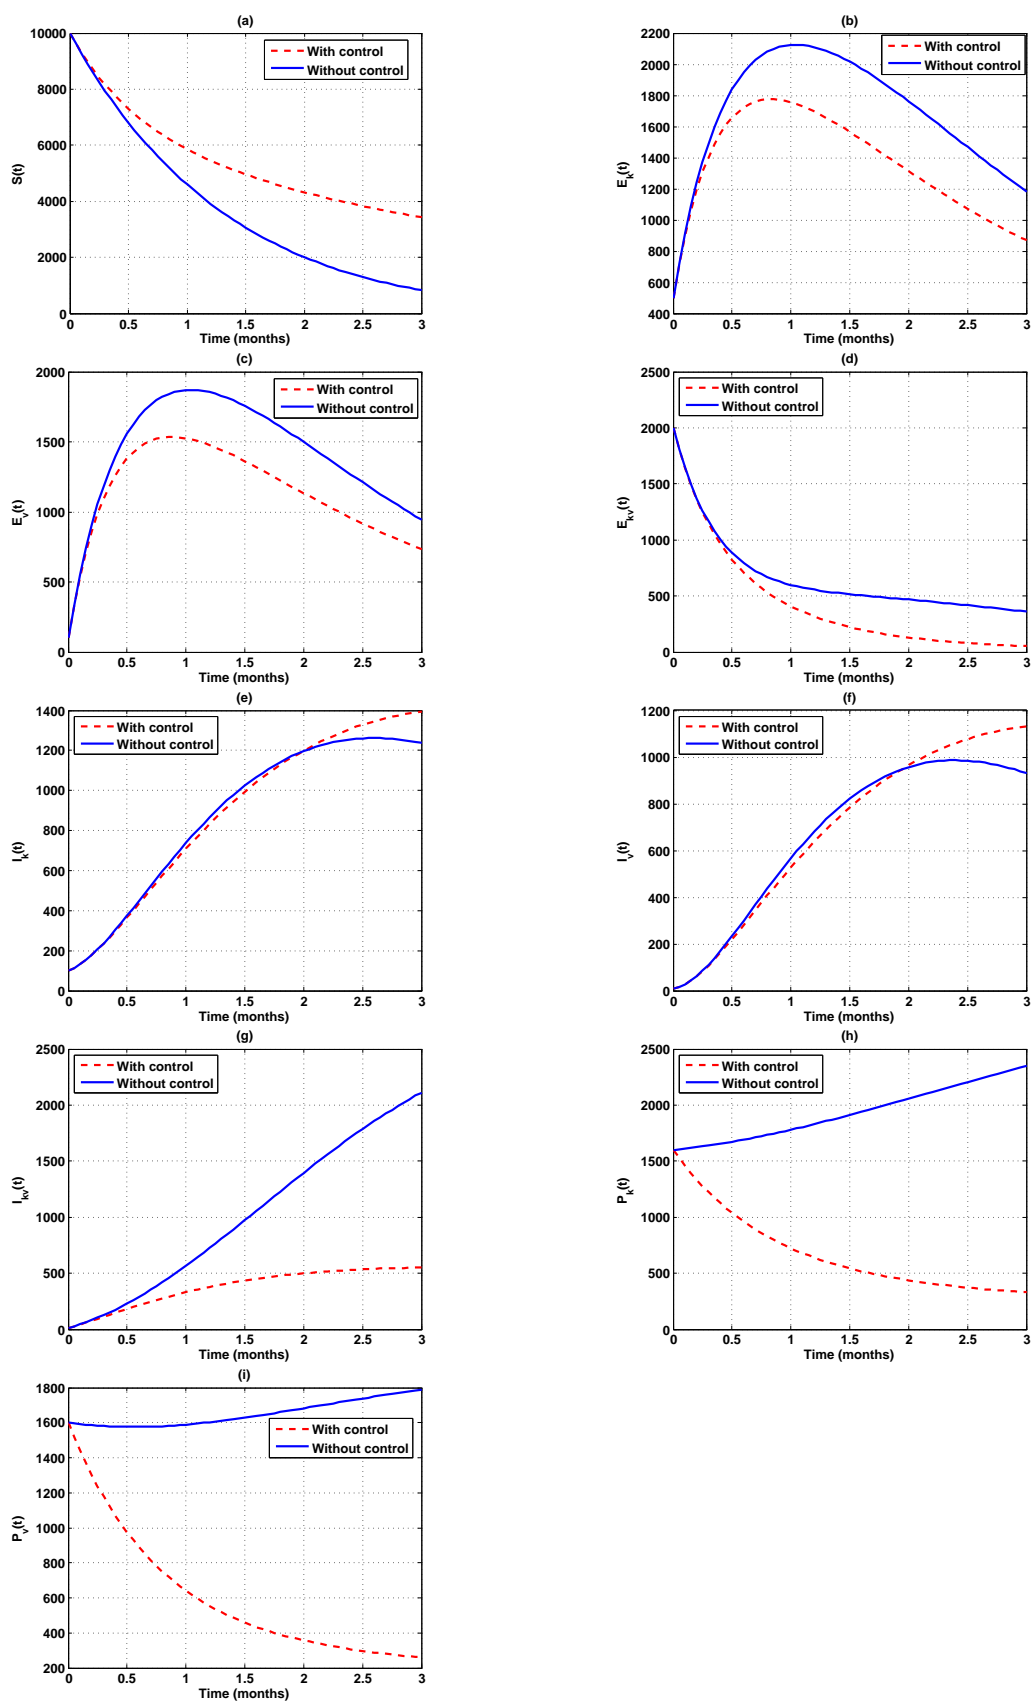 (a)
10000
8000
6000
4000
2000
0
S(t)
With control
Without control
0 0.5 1 1.5 2 2.5 3
Time (months)
(b)
2200
2000
1800
1600
1400
1200
1000
800
600
400
E_k(t)
With control
Without control
0 0.5 1 1.5 2 2.5 3
Time (months)
(c)
2000
1500
1000
500
0
E_v(t)
With control
Without control
0 0.5 1 1.5 2 2.5 3
Time (months)
(d)
2500
2000
1500
1000
500
0
E_kv(t)
With control
Without control
0 0.5 1 1.5 2 2.5 3
Time (months)
(e)
1400
1200
1000
800
600
400
200
0
I_k(t)
With control
Without control
0 0.5 1 1.5 2 2.5 3
Time (months)
(f)
1200
1000
800
600
400
200
0
I_v(t)
With control
Without control
0 0.5 1 1.5 2 2.5 3
Time (months)
(g)
2500
2000
1500
1000
500
0
I_kv(t)
With control
Without control
0 0.5 1 1.5 2 2.5 3
Time (months)
(h)
2500
2000
1500
1000
500
0
P_k(t)
With control
Without control
0 0.5 1 1.5 2 2.5 3
Time (months)
(i)
1800
1600
1400
1200
1000
800
600
400
200
P_v(t)
With control
Without control
0 0.5 1 1.5 2 2.5 3
Time (months)